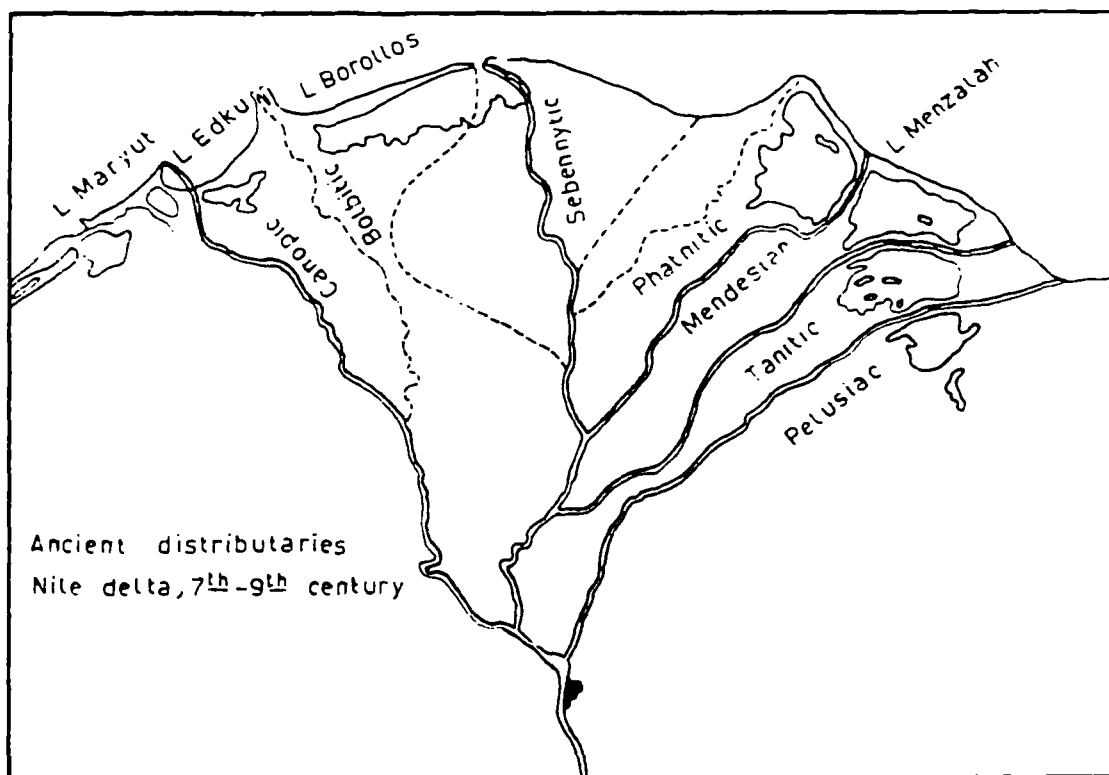 L Maryut
L Edku
L Borollos
L Menzalah
Canopic
Bolbitic
Sebennytic
Phatnitic
Mendesian
Tanitic
Pelusiac
Ancient distributaries
Nile delta, 7th-9th century